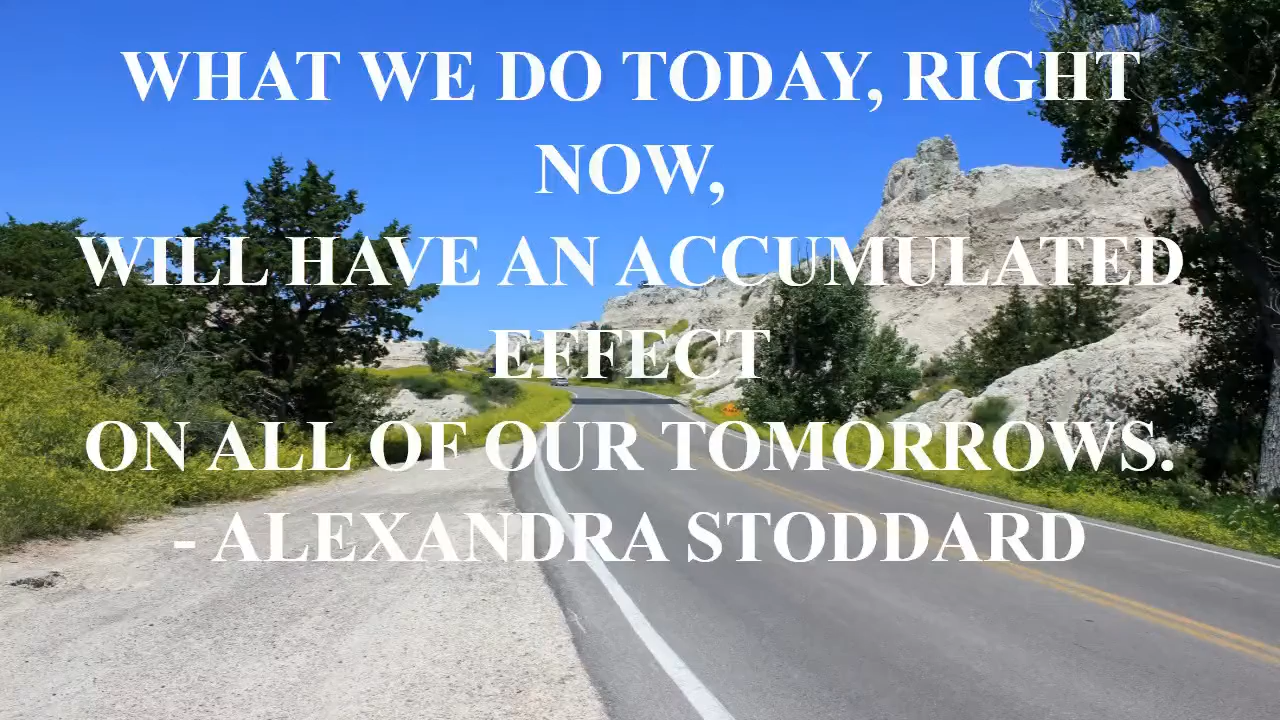 WHAT WE DO TODAY, RIGHT
NOW,
WILL HAVE AN ACCUMULATED
EFFECT
ON ALL OF OUR TOMORROWS.
- ALEXANDRA STODDARD